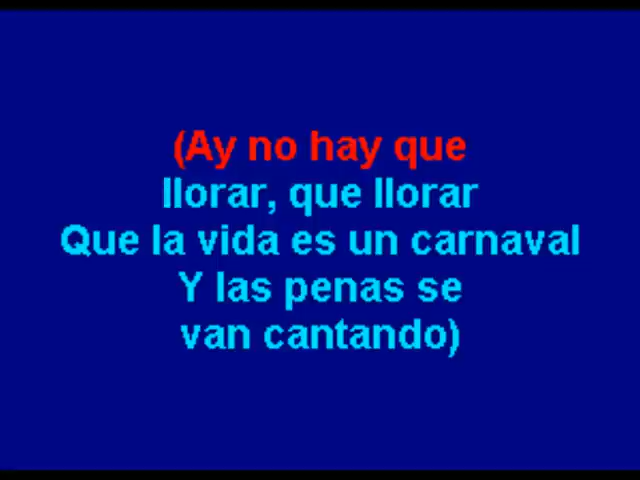 (Ay no hay que
llorar, que llorar
Que la vida es un carnaval
Y las penas se
van cantando)